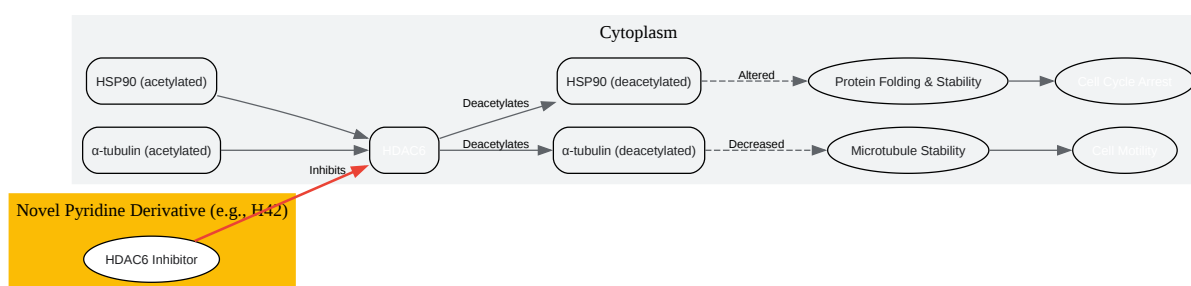 Cytoplasm
HSP90 (acetylated)
HSP90 (deacetylated)
Altered
Protein Folding & Stability
Cell Cycle Arrest
Deacetylates
α-tubulin (acetylated)
HDAC6
Deacetylates
α-tubulin (deacetylated)
Decreased
Microtubule Stability
Cell Motility
Inhibits
Novel Pyridine Derivative (e.g., H42)
HDAC6 Inhibitor